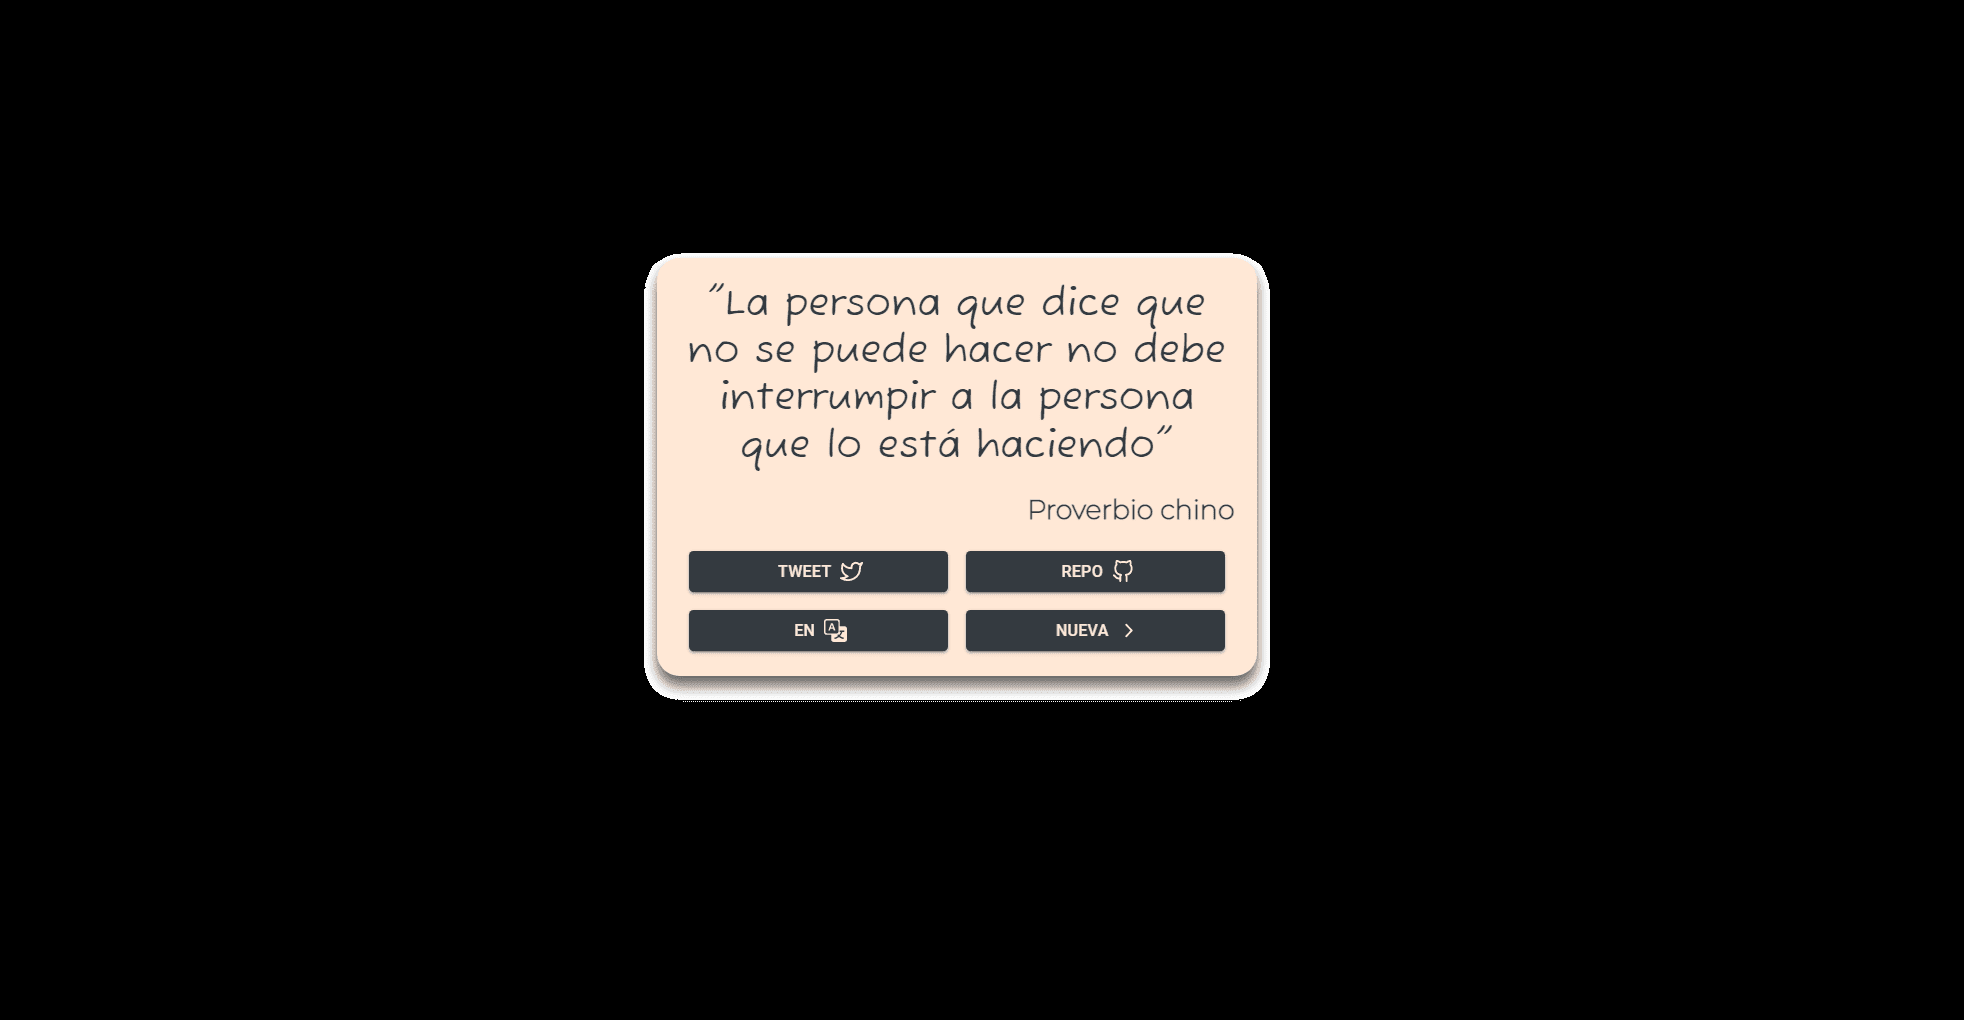 "La persona que dice que
no se puede hacer no debe
interrumpir a la persona
que lo está haciendo"
Proverbio chino
TWEET
REPO
EN
NUEVA